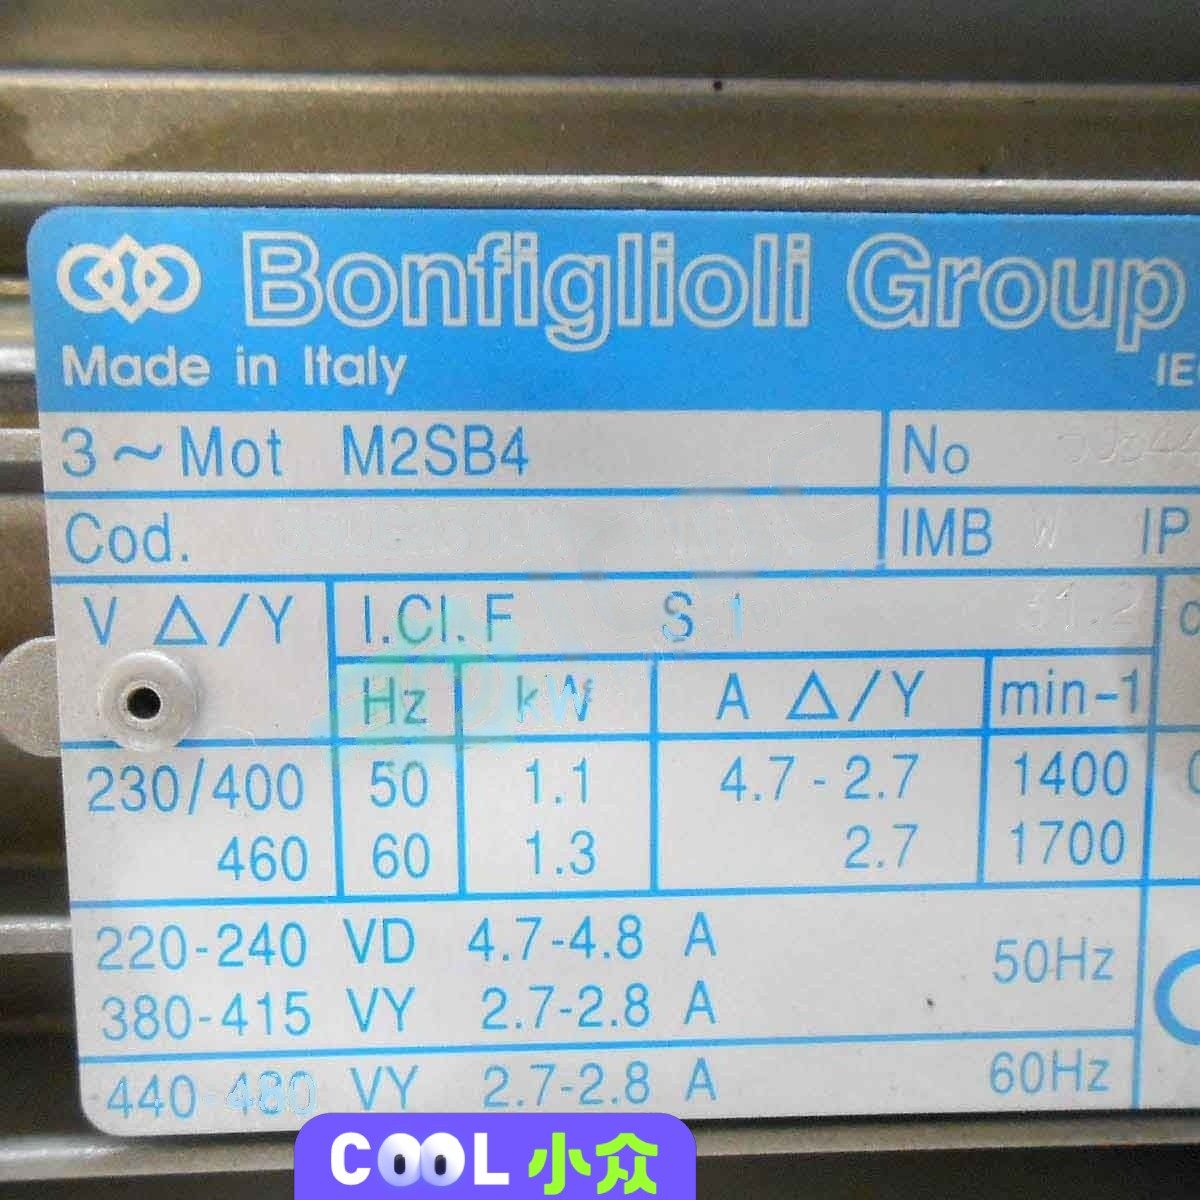 Bonfiglioli Group
Made in Italy
3~Mot M2SB4 No
Cod. IMB W IP
V Δ/Y I.Cl. F S 1 31.2
Hz kW A Δ/Y min-1
230/400 50 1.1 4.7-2.7 1400
460 60 1.3 2.7 1700
220-240 VD 4.7-4.8 A 50Hz
380-415 VY 2.7-2.8 A
440-480 VY 2.7-2.8 A 60Hz
COOL 小众